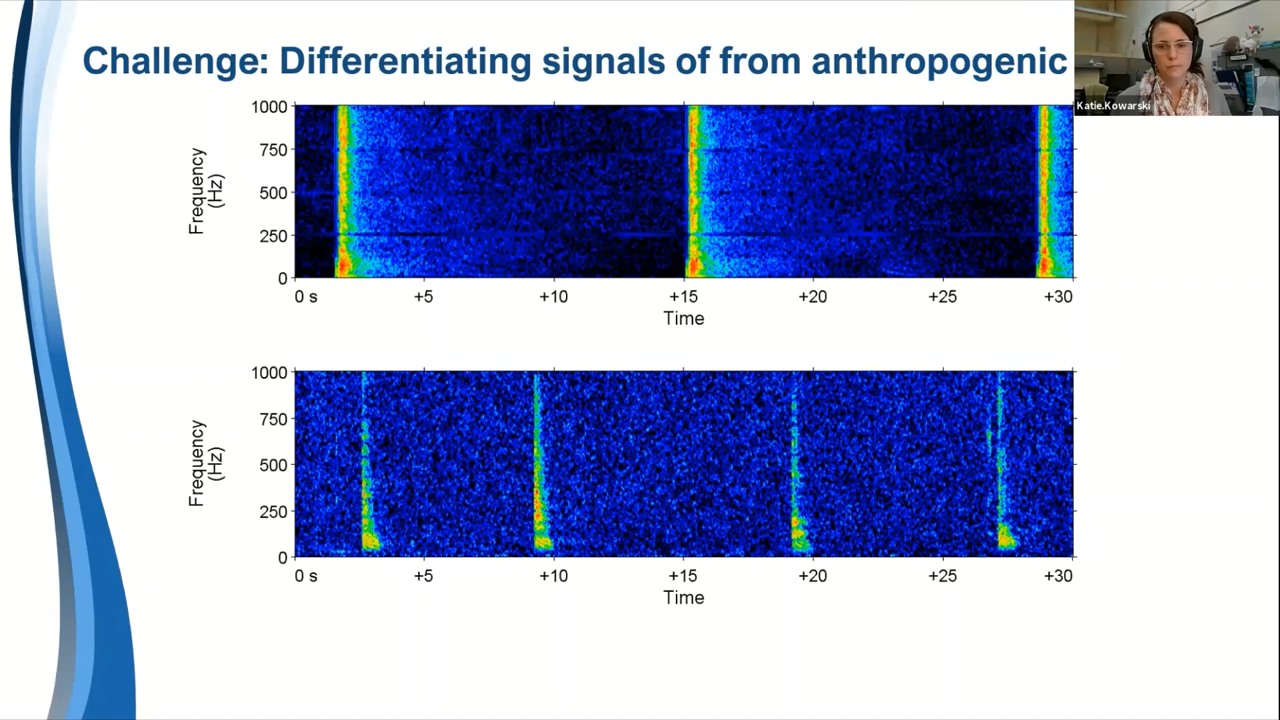 Challenge: Differentiating signals of from anthropogenic
Katie.Kowarski
1000
750
500
250
0
Frequency
(Hz)
0 s
+5
+10
+15
+20
+25
+30
Time
1000
750
500
250
0
Frequency
(Hz)
0 s
+5
+10
+15
+20
+25
+30
Time